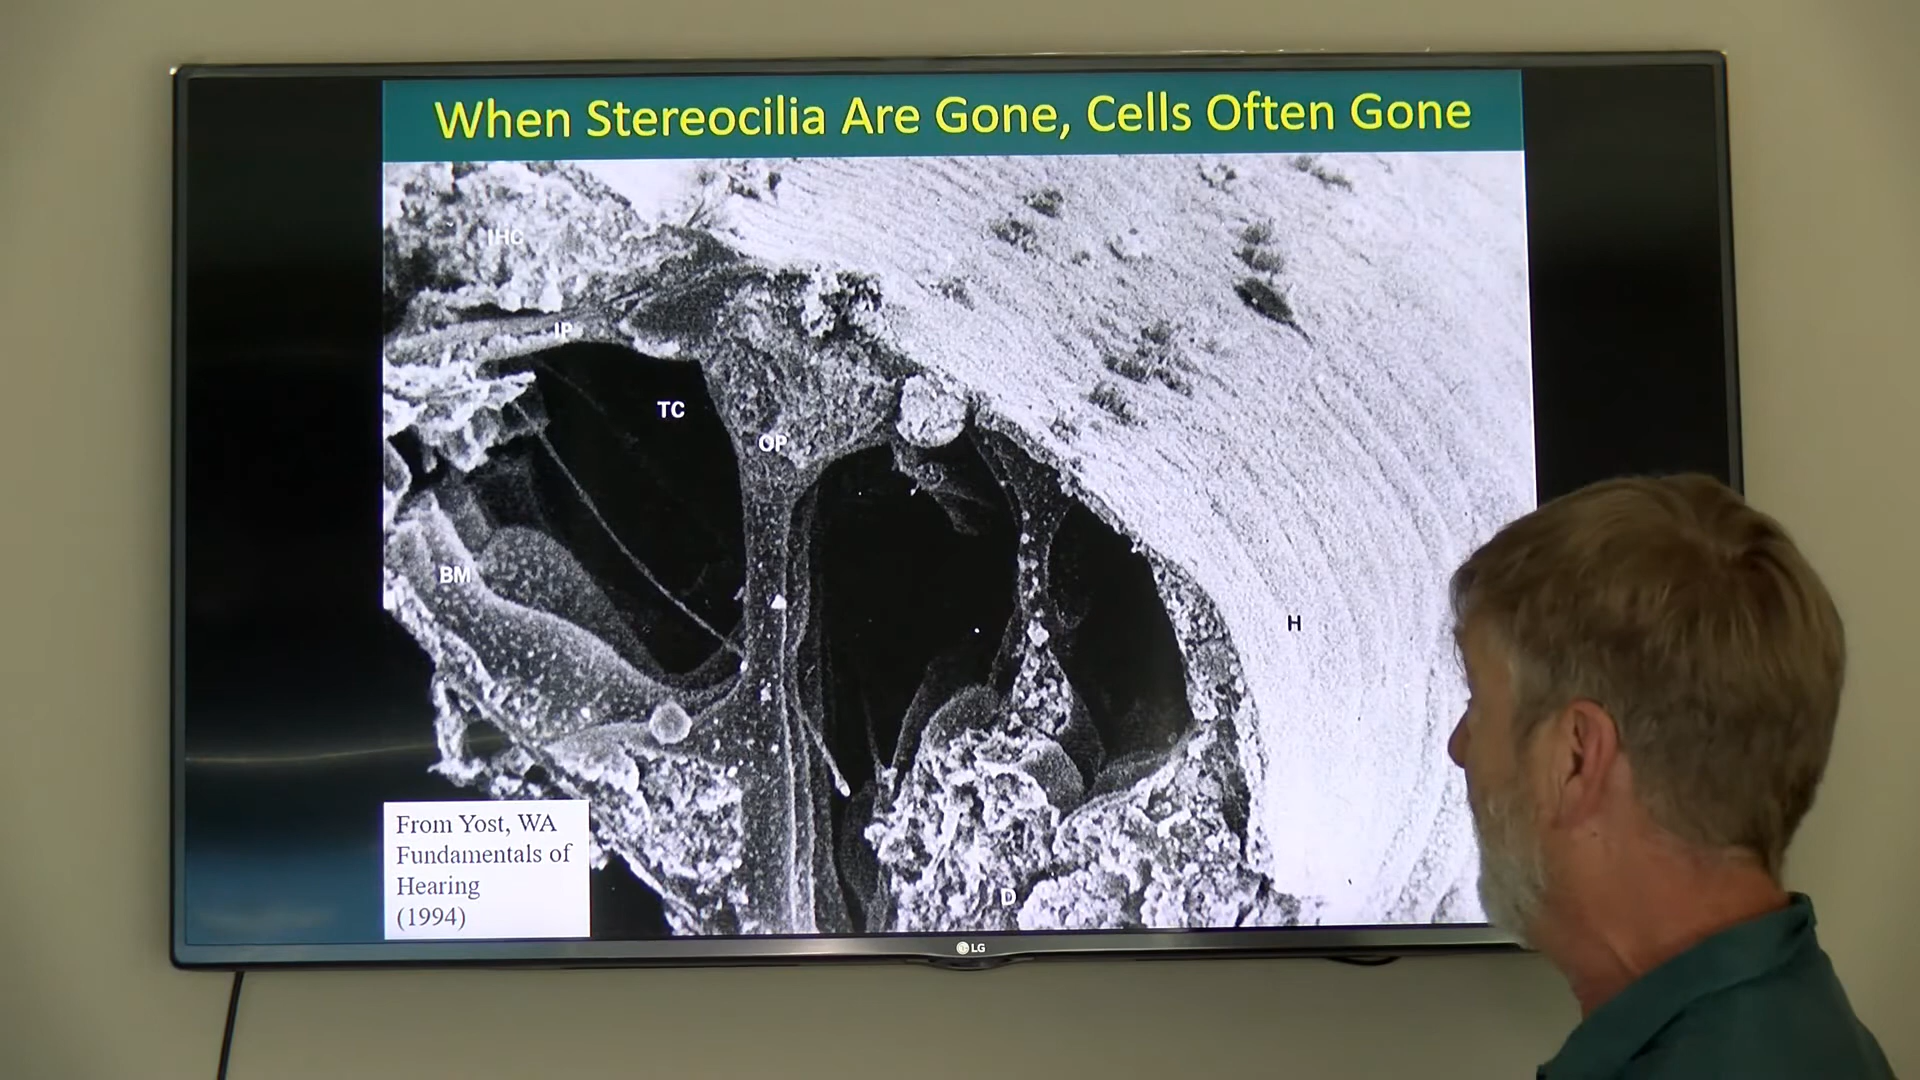 When Stereocilia Are Gone, Cells Often Gone
IHC
IP
TC
OP
BM
H
D
From Yost, WA
Fundamentals of
Hearing
(1994)
LG